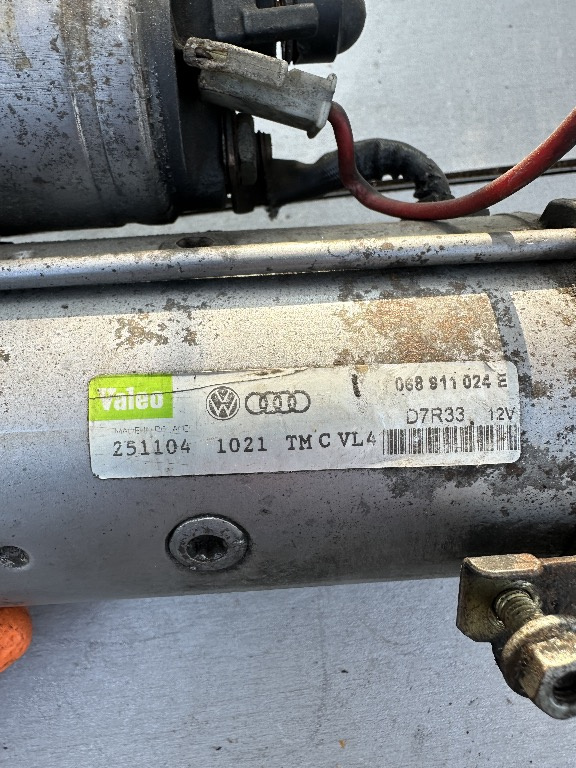 Valeo
068 911 024 E
D7R33 12V
251104 1021 TM C VL4